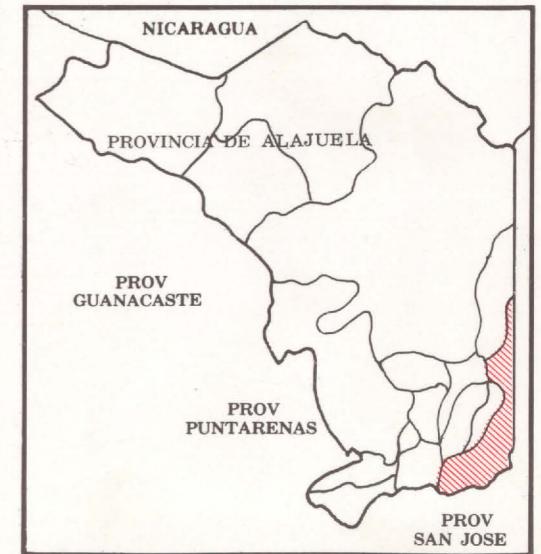 NICARAGUA
PROVINCIA DE ALAJUELA
PROV
GUANACASTE
PROV
PUNTARENAS
PROV
SAN JOSE